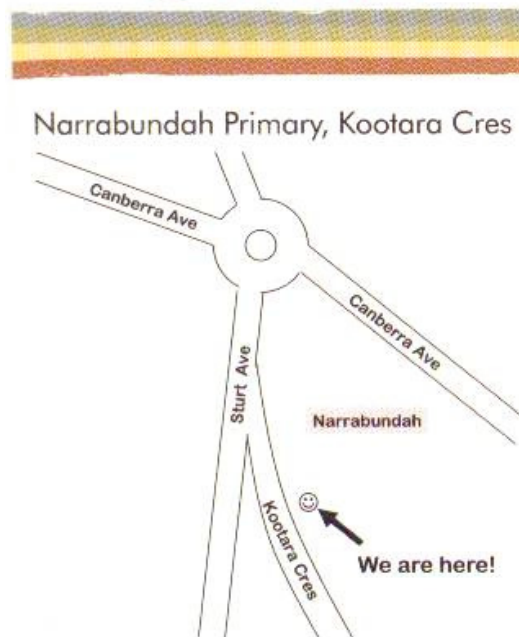 Narrabundah Primary, Kootara Cres
Canberra Ave
Canberra Ave
Sturt Ave
Narrabundah
Kootara Cres
We are here!